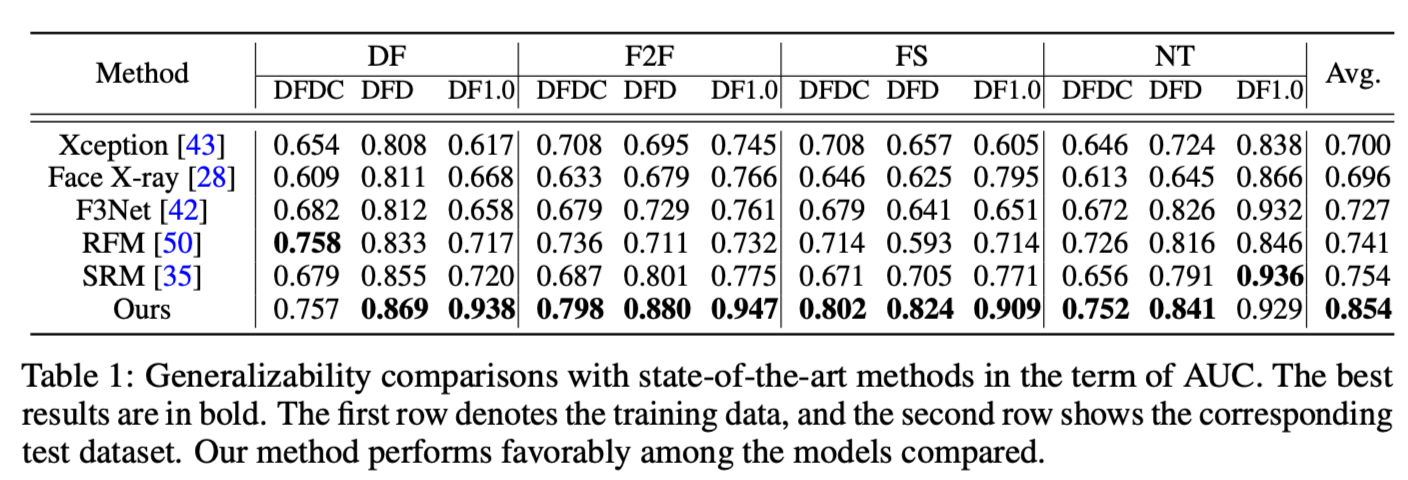 Method DF F2F FS NT Avg.
DFDC DFD DF1.0 DFDC DFD DF1.0 DFDC DFD DF1.0 DFDC DFD DF1.0
Xception [43] 0.654 0.808 0.617 0.708 0.695 0.745 0.708 0.657 0.605 0.646 0.724 0.838 0.700
Face X-ray [28] 0.609 0.811 0.668 0.633 0.679 0.766 0.646 0.625 0.795 0.613 0.645 0.866 0.696
F3Net [42] 0.682 0.812 0.658 0.679 0.729 0.761 0.679 0.641 0.651 0.672 0.826 0.932 0.727
RFM [50] 0.758 0.833 0.717 0.736 0.711 0.732 0.714 0.593 0.714 0.726 0.816 0.846 0.741
SRM [35] 0.679 0.855 0.720 0.687 0.801 0.775 0.671 0.705 0.771 0.656 0.791 0.936 0.754
Ours 0.757 0.869 0.938 0.798 0.880 0.947 0.802 0.824 0.909 0.752 0.841 0.929 0.854
Table 1: Generalizability comparisons with state-of-the-art methods in the term of AUC. The best
results are in bold. The first row denotes the training data, and the second row shows the corresponding
test dataset. Our method performs favorably among the models compared.